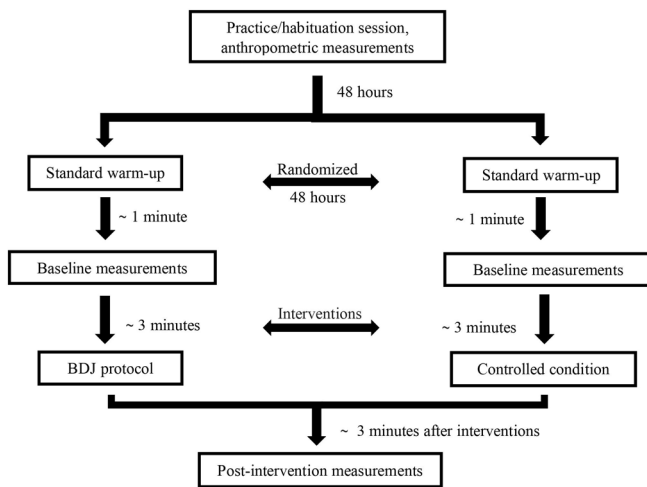 Practice/habituation session,
anthropometric measurements
48 hours
Standard warm-up
Randomized
48 hours
Standard warm-up
~ 1 minute
~ 1 minute
Baseline measurements
Baseline measurements
~ 3 minutes
Interventions
~ 3 minutes
BDJ protocol
Controlled condition
~ 3 minutes after interventions
Post-intervention measurements